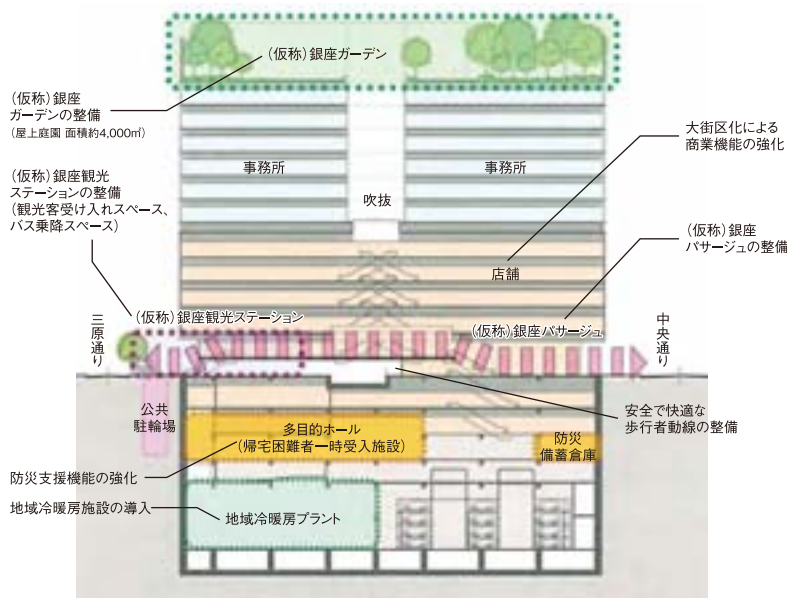 (仮称)銀座ガーデン
(仮称)銀座
ガーデンの整備
(屋上庭園 面積約4,000㎡)
大街区化による
商業機能の強化
事務所
事務所
(仮称)銀座観光
ステーションの整備
(観光客受け入れスペース、
バス乗降スペース)
吹抜
(仮称)銀座
パサージュの整備
店舗
(仮称)銀座観光ステーション
(仮称)銀座パサージュ
三原通り
中央通り
公共
駐輪場
安全で快適な
歩行者動線の整備
多目的ホール
(帰宅困難者一時受入施設)
防災
備蓄倉庫
防災支援機能の強化
地域冷暖房施設の導入
地域冷暖房プラント